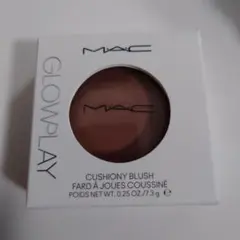 MAC
GLOWPLAY
MAC
CUSHIONY BLUSH
FARD À JOUES COUSSINÉ
POIDS NET WT. 0.25 OZ/7.3 g ℮